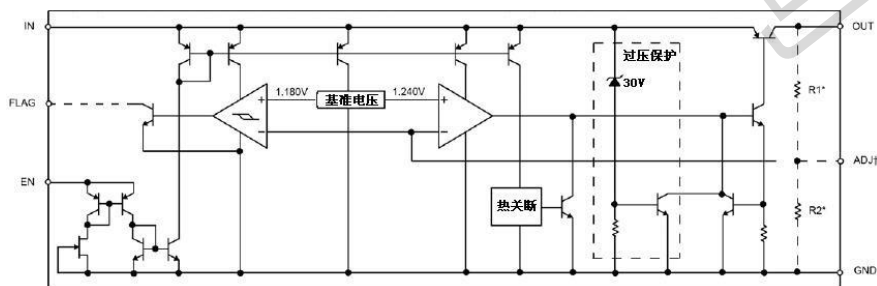 IN
OUT
过压保护
30V
1.180V
基准电压
1.240V
R1*
FLAG
ADJ†
EN
热关断
R2*
GND